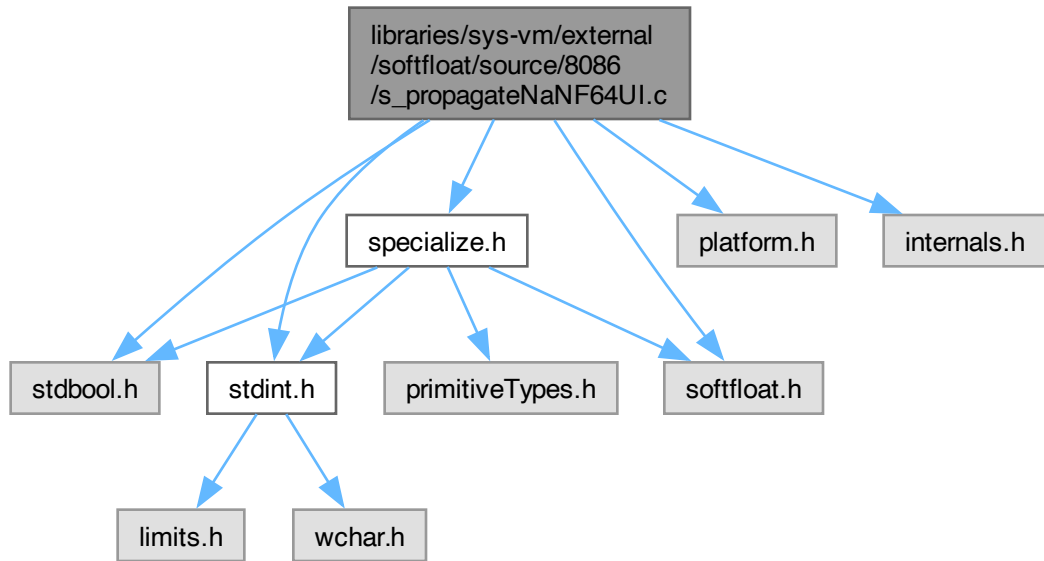 libraries/sys-vm/external
/softfloat/source/8086
/s_propagateNaNF64UI.c
specialize.h
platform.h
internals.h
stdbool.h
stdint.h
primitiveTypes.h
softfloat.h
limits.h
wchar.h